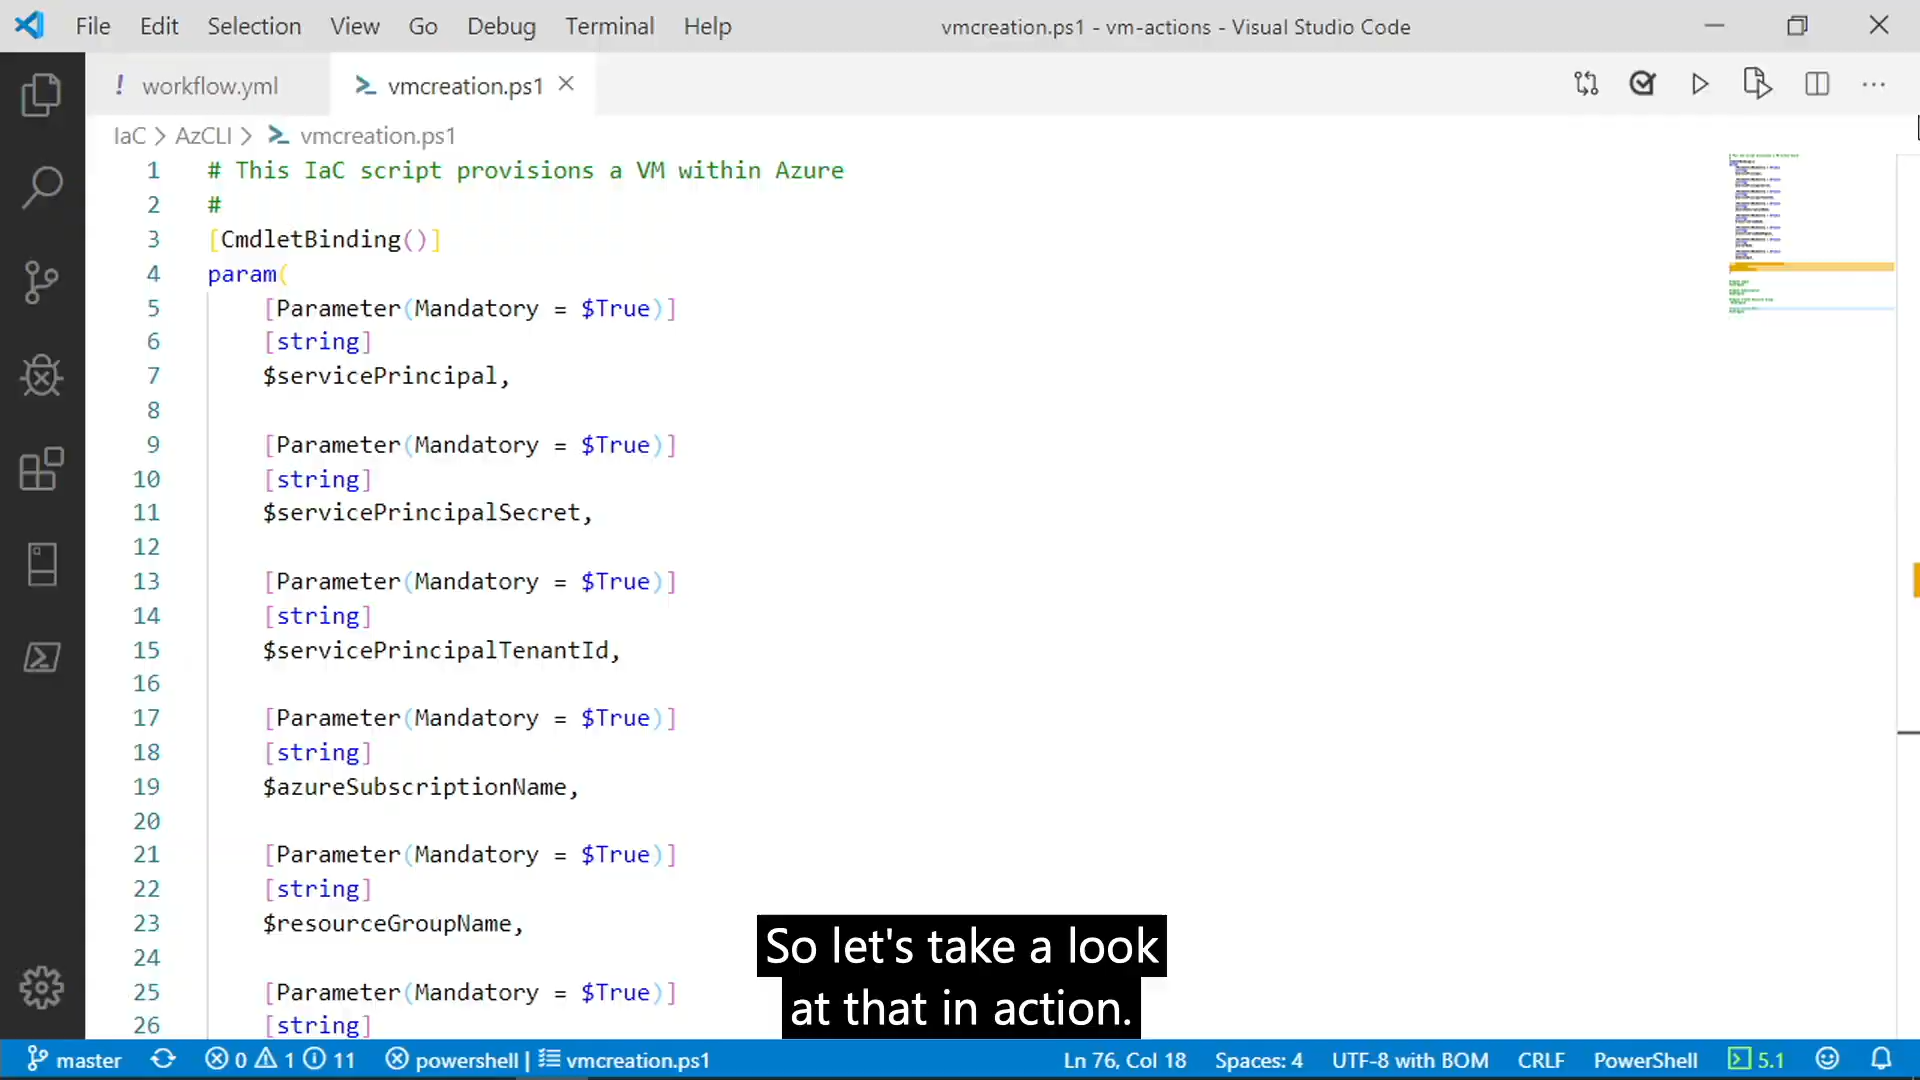 File Edit Selection View Go Debug Terminal Help
vmcreation.ps1 - vm-actions - Visual Studio Code
! workflow.yml
vmcreation.ps1
IaC > AzCLI > vmcreation.ps1
1 # This IaC script provisions a VM within Azure
2 #
3 [CmdletBinding()]
4 param(
5 [Parameter(Mandatory = $True)]
6 [string]
7 $servicePrincipal,
8
9 [Parameter(Mandatory = $True)]
10 [string]
11 $servicePrincipalSecret,
12
13 [Parameter(Mandatory = $True)]
14 [string]
15 $servicePrincipalTenantId,
16
17 [Parameter(Mandatory = $True)]
18 [string]
19 $azureSubscriptionName,
20
21 [Parameter(Mandatory = $True)]
22 [string]
23 $resourceGroupName,
24
25 [Parameter(Mandatory = $True)]
26 [string]
So let's take a look
at that in action.
master 0 1 11 powershell | vmcreation.ps1 Ln 76, Col 18 Spaces: 4 UTF-8 with BOM CRLF PowerShell 5.1